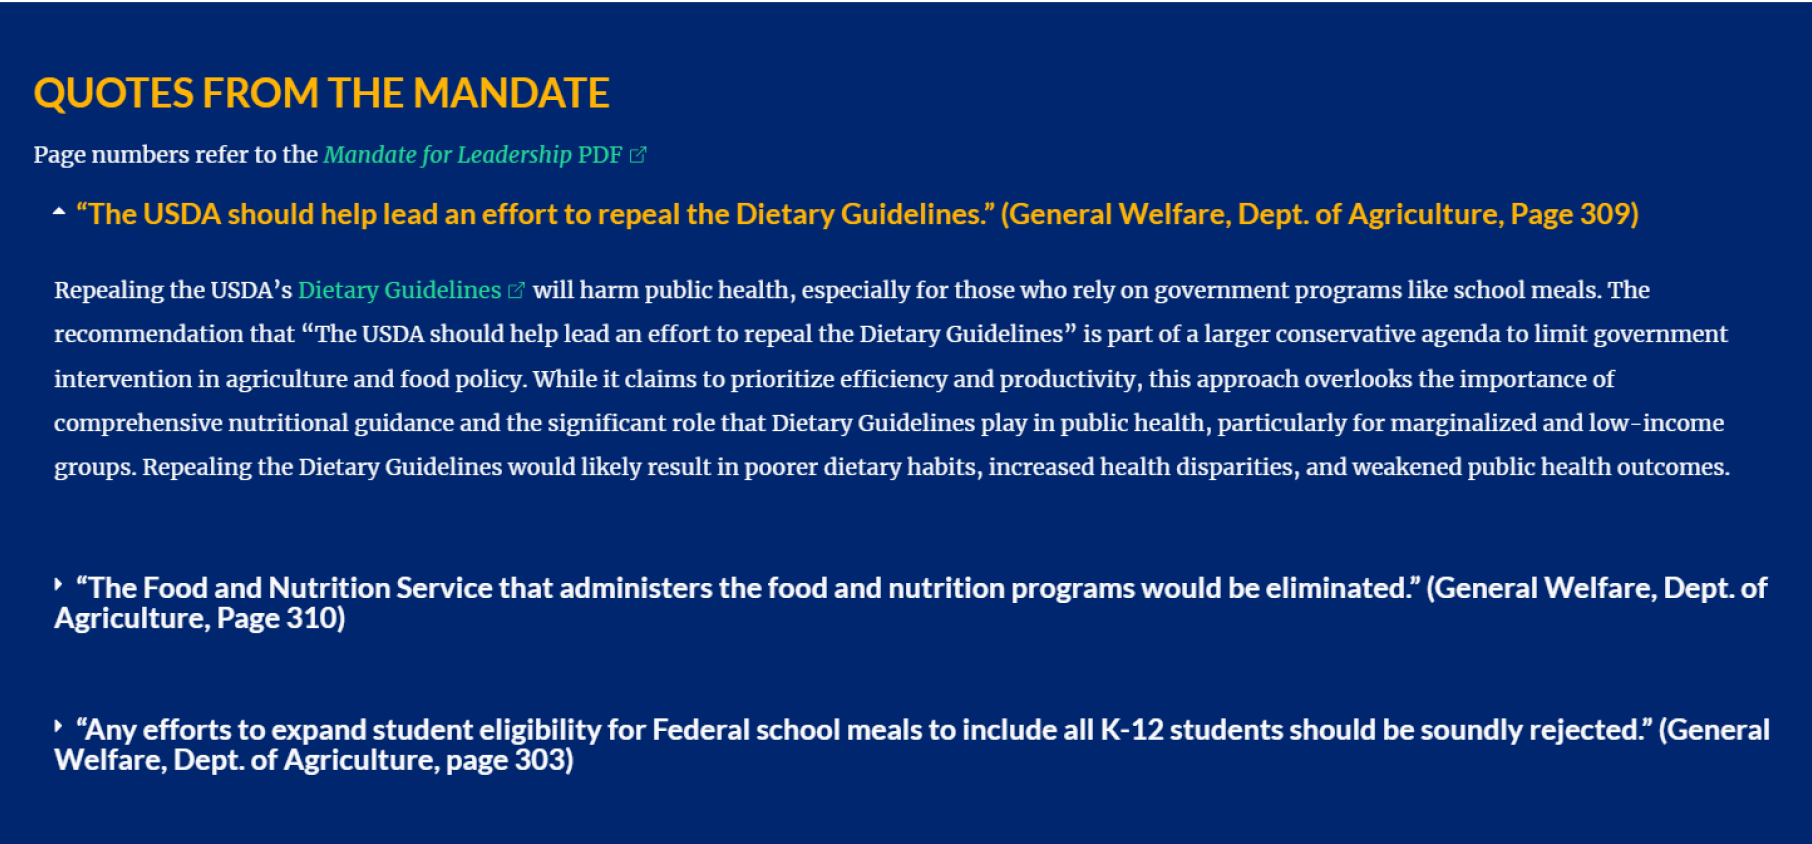 QUOTES FROM THE MANDATE
Page numbers refer to the Mandate for Leadership PDF
“The USDA should help lead an effort to repeal the Dietary Guidelines.” (General Welfare, Dept. of Agriculture, Page 309)
Repealing the USDA’s Dietary Guidelines will harm public health, especially for those who rely on government programs like school meals. The
recommendation that “The USDA should help lead an effort to repeal the Dietary Guidelines” is part of a larger conservative agenda to limit government
intervention in agriculture and food policy. While it claims to prioritize efficiency and productivity, this approach overlooks the importance of
comprehensive nutritional guidance and the significant role that Dietary Guidelines play in public health, particularly for marginalized and low-income
groups. Repealing the Dietary Guidelines would likely result in poorer dietary habits, increased health disparities, and weakened public health outcomes.
“The Food and Nutrition Service that administers the food and nutrition programs would be eliminated.” (General Welfare, Dept. of
Agriculture, Page 310)
“Any efforts to expand student eligibility for Federal school meals to include all K-12 students should be soundly rejected.” (General
Welfare, Dept. of Agriculture, page 303)